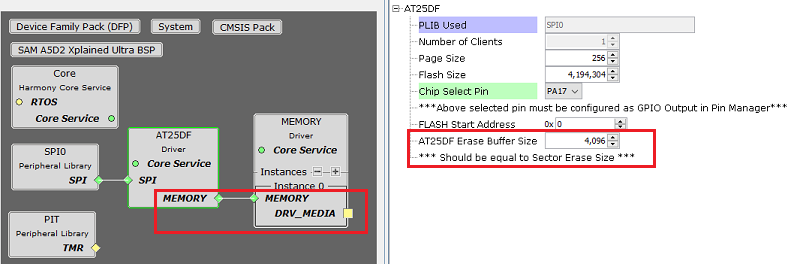 Device Family Pack (DFP)
System
CMSIS Pack
SAM A5D2 Xplained Ultra BSP
Core
Harmony Core Service
RTOS
Core Service
SPI0
Peripheral Library
SPI
PIT
Peripheral Library
TMR
AT25DF
Driver
Core Service
SPI
MEMORY
MEMORY
Driver
Core Service
Instances
Instance 0
MEMORY
DRV_MEDIA
AT25DF
PLIB Used SPI0
Number of Clients 1
Page Size 256
Flash Size 4,194,304
Chip Select Pin PA17
***Above selected pin must be configured as GPIO Output in Pin Manager***
FLASH Start Address 0x 0
AT25DF Erase Buffer Size 4,096
*** Should be equal to Sector Erase Size ***